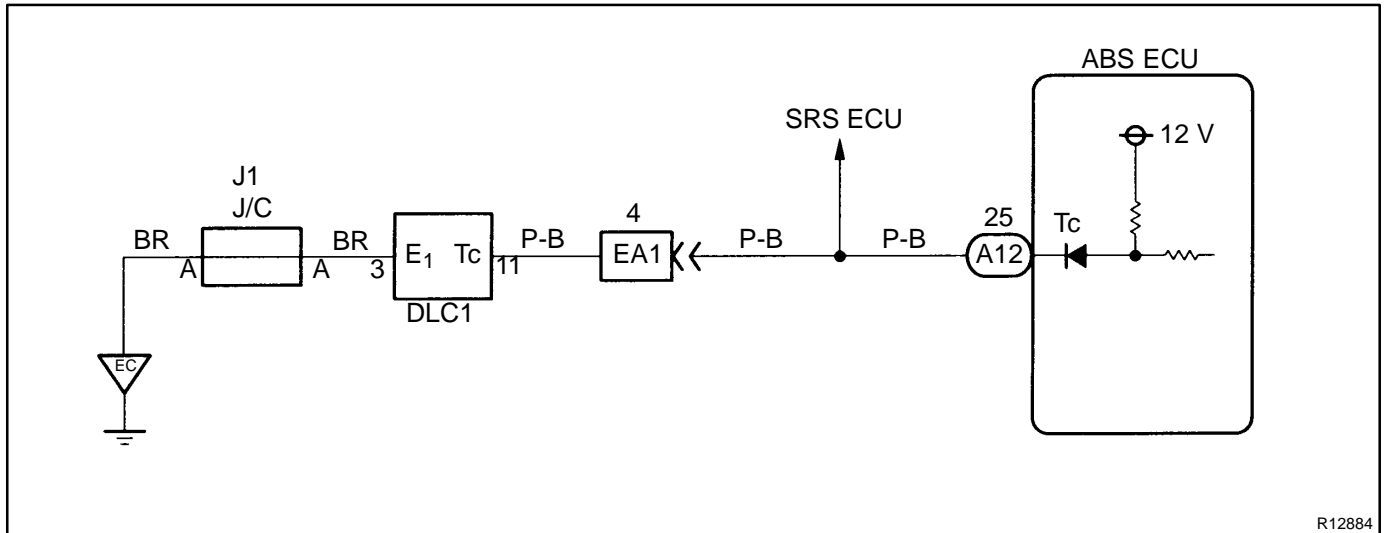 ABS ECU
SRS ECU
12 V
J1
J/C
4
25
Tc
BR
BR
P-B
P-B
P-B
A
A
3
E1
Tc
11
EA1
A12
DLC1
EC
R12884